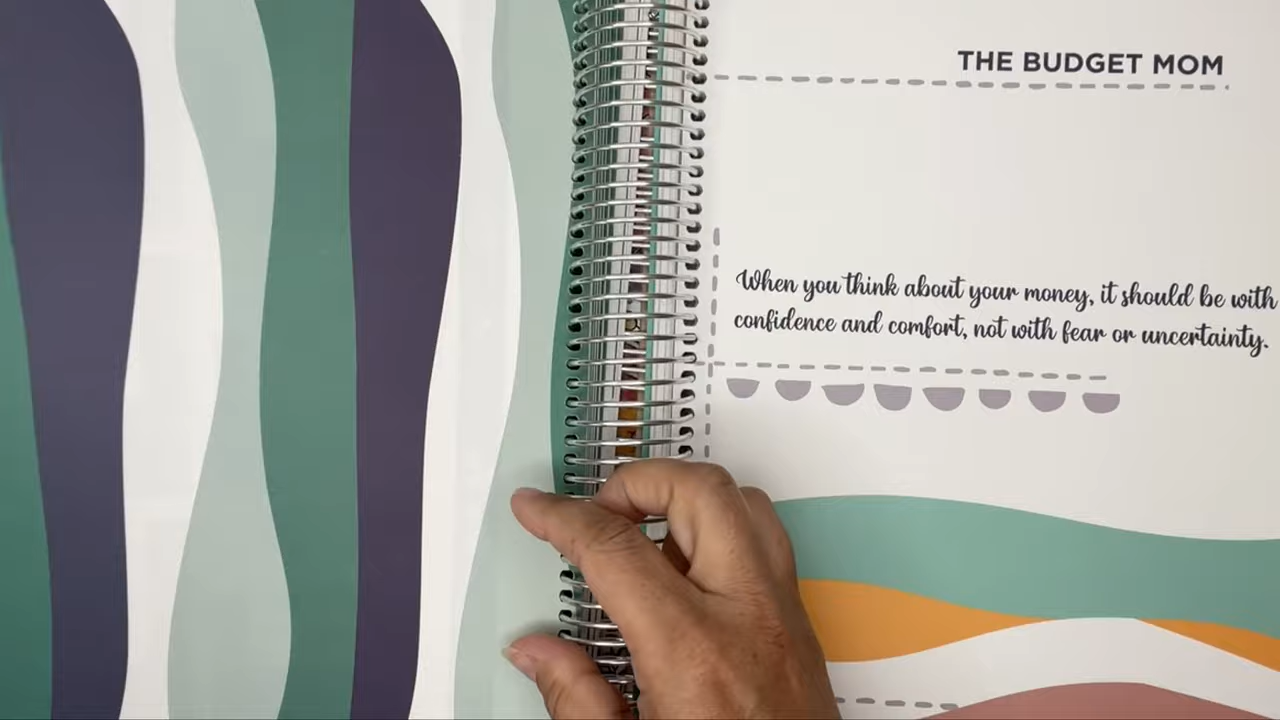 THE BUDGET MOM
When you think about your money, it should be with
confidence and comfort, not with fear or uncertainty.